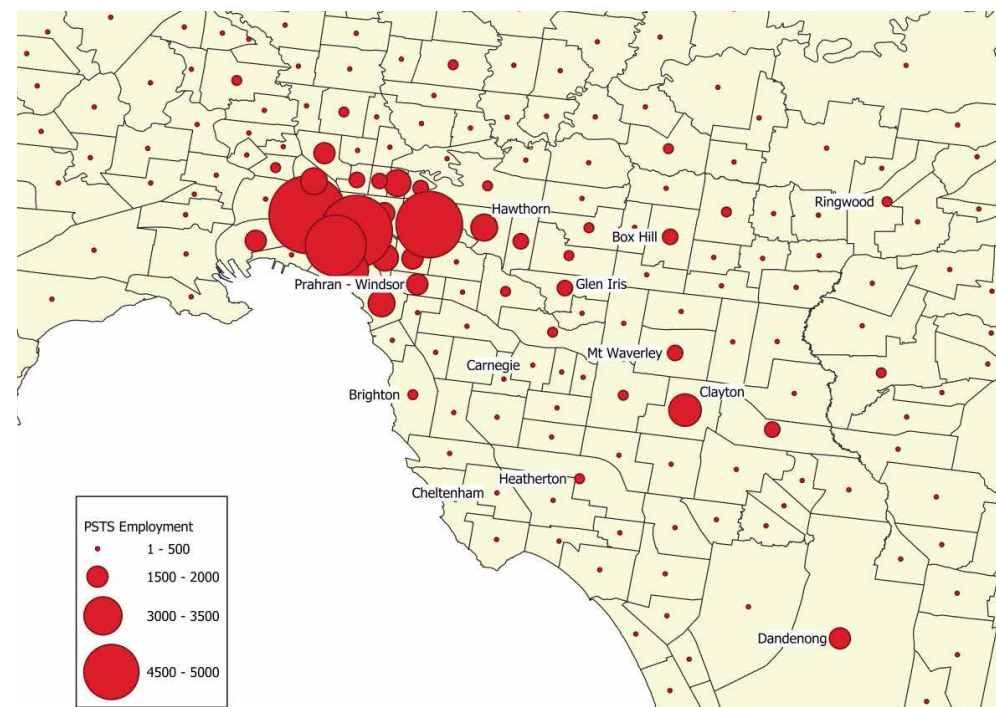 Ringwood
Hawthorn
Box Hill
Prahran - Windsor
Glen Iris
Mt Waverley
Carnegie
Brighton
Clayton
Heatherton
Cheltenham
PSTS Employment
1 - 500
1500 - 2000
3000 - 3500
4500 - 5000
Dandenong